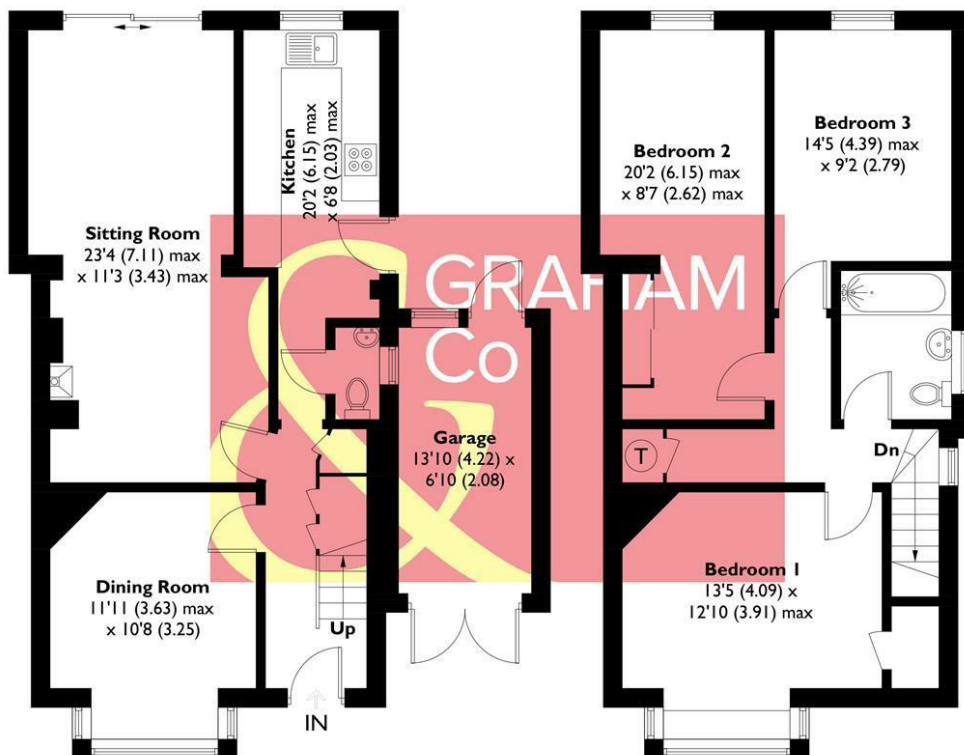 Kitchen
20'2 (6.15) max
x 6'8 (2.03) max
Sitting Room
23'4 (7.11) max
x 11'3 (3.43) max
Dining Room
11'11 (3.63) max
x 10'8 (3.25)
Up
IN
Garage
13'10 (4.22) x
6'10 (2.08)
GRAHAM
& Co
Bedroom 2
20'2 (6.15) max
x 8'7 (2.62) max
Bedroom 3
14'5 (4.39) max
x 9'2 (2.79)
T
Dn
Bedroom 1
13'5 (4.09) x
12'10 (3.91) max